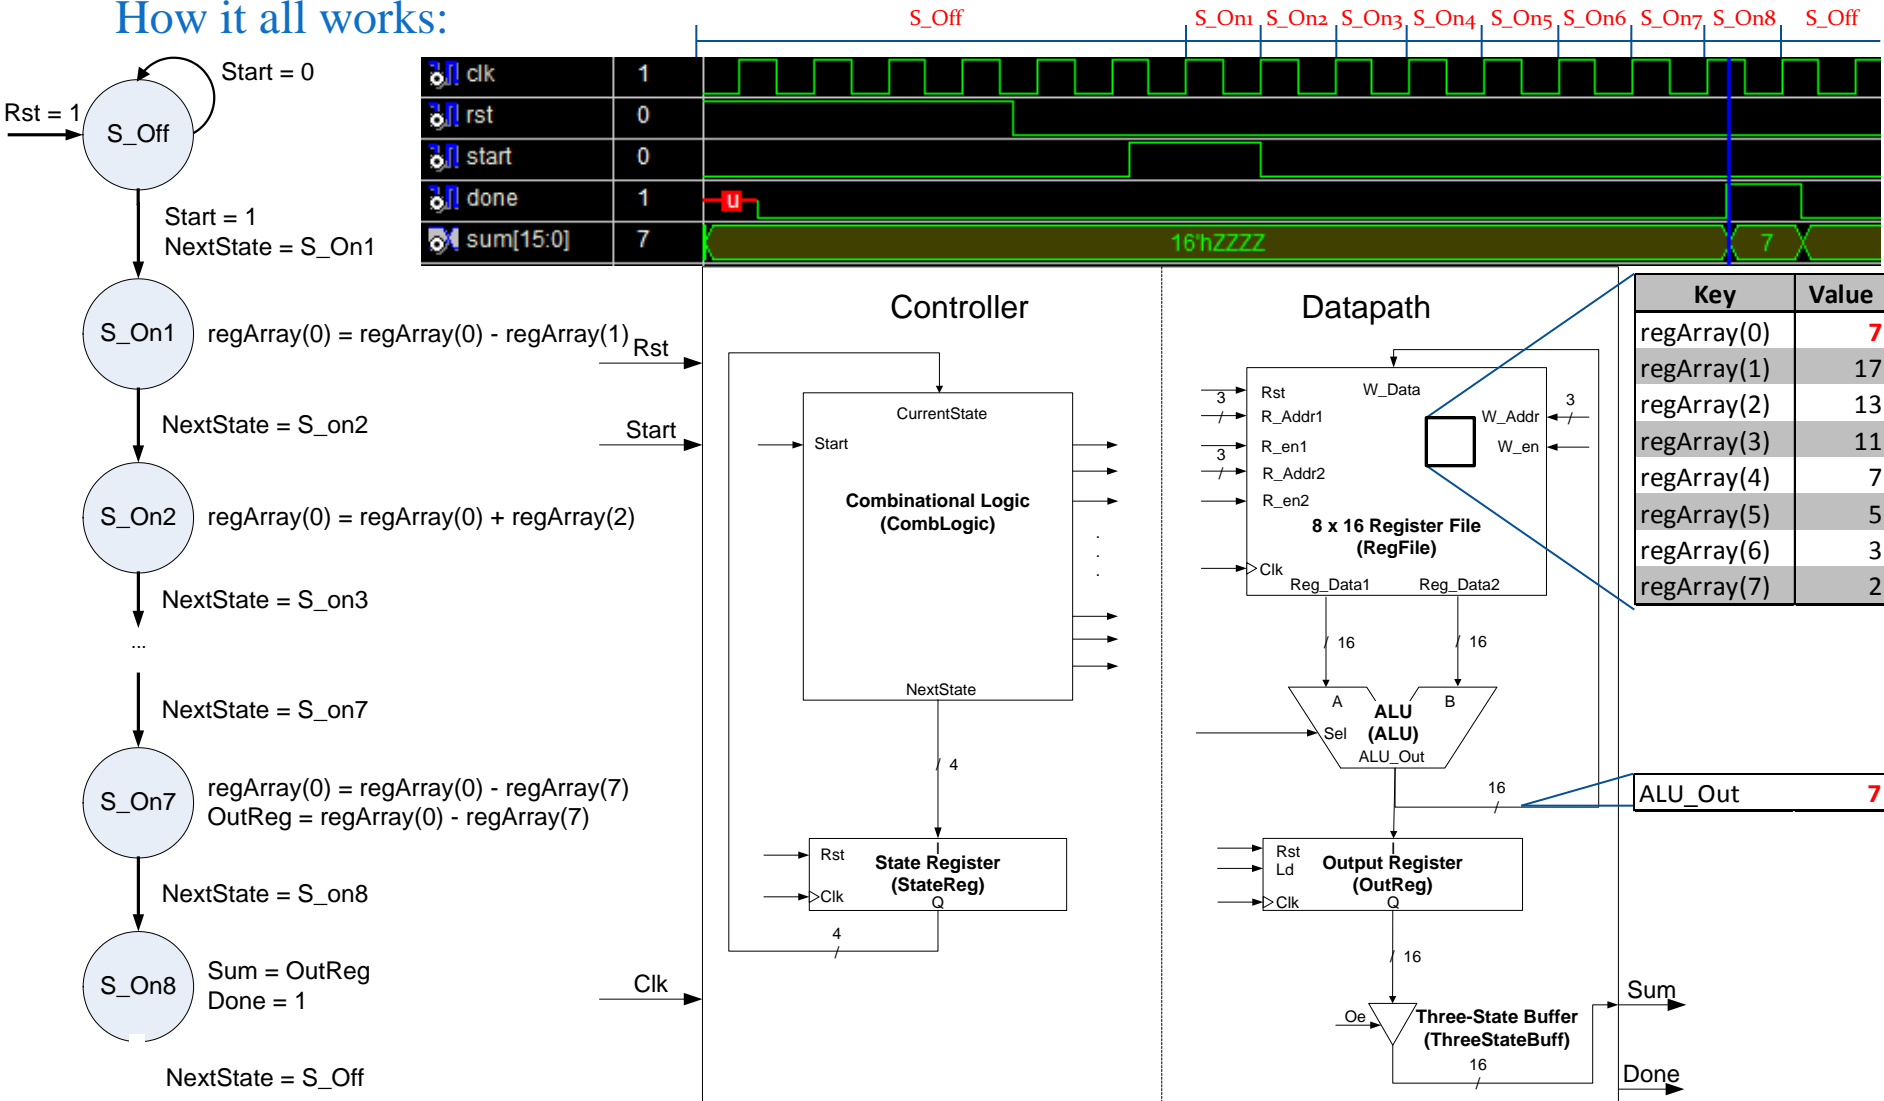 How it all works:
S_Off S_On1 S_On2 S_On3 S_On4 S_On5 S_On6 S_On7 S_On8 S_Off
clk 1
rst 0
start 0
done 1 u
sum[15:0] 7 16'hZZZZ 7
Start = 0
Rst = 1
S_Off
Start = 1
NextState = S_On1
S_On1
regArray(0) = regArray(0) - regArray(1)
NextState = S_on2
S_On2
regArray(0) = regArray(0) + regArray(2)
NextState = S_on3
...
NextState = S_on7
S_On7
regArray(0) = regArray(0) - regArray(7)
OutReg = regArray(0) - regArray(7)
NextState = S_on8
S_On8
Sum = OutReg
Done = 1
NextState = S_Off
Rst
Start
Clk
Controller
CurrentState
Start
Combinational Logic
(CombLogic)
.
.
.
NextState
4
Rst
I
State Register
(StateReg)
Clk
Q
4
Datapath
Rst
W_Data
3
R_Addr1
W_Addr
3
R_en1
W_en
3
R_Addr2
R_en2
8 x 16 Register File
(RegFile)
Clk
Reg_Data1
Reg_Data2
16
16
A
B
ALU
(ALU)
Sel
ALU_Out
16
Rst
I
Ld
Output Register
(OutReg)
Clk
Q
16
Oe
Three-State Buffer
(ThreeStateBuff)
16
Sum
Done
Key Value
regArray(0) 7
regArray(1) 17
regArray(2) 13
regArray(3) 11
regArray(4) 7
regArray(5) 5
regArray(6) 3
regArray(7) 2
ALU_Out 7